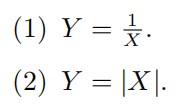 (1) Y = 1/X.
(2) Y = |X|.